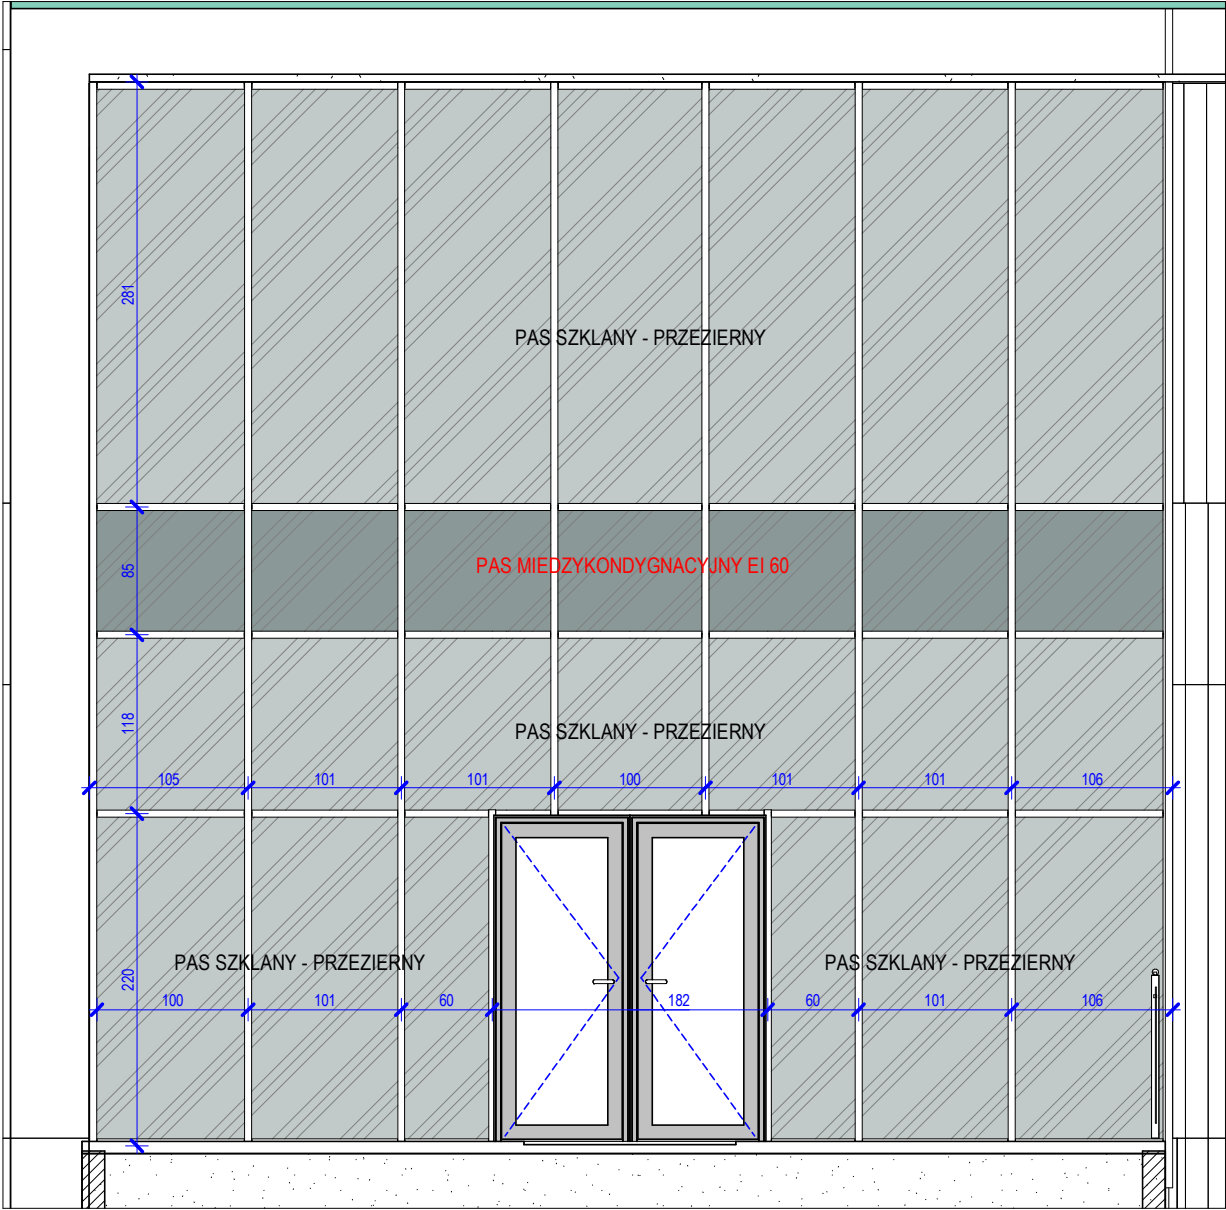 281
PAS SZKLANY - PRZEZIERNY
85
PAS MIEDZYKONDYGNACYJNY EI 60
118
PAS SZKLANY - PRZEZIERNY
105 101 101 100 101 101 106
220
PAS SZKLANY - PRZEZIERNY
PAS SZKLANY - PRZEZIERNY
100 101 60 182 60 101 106